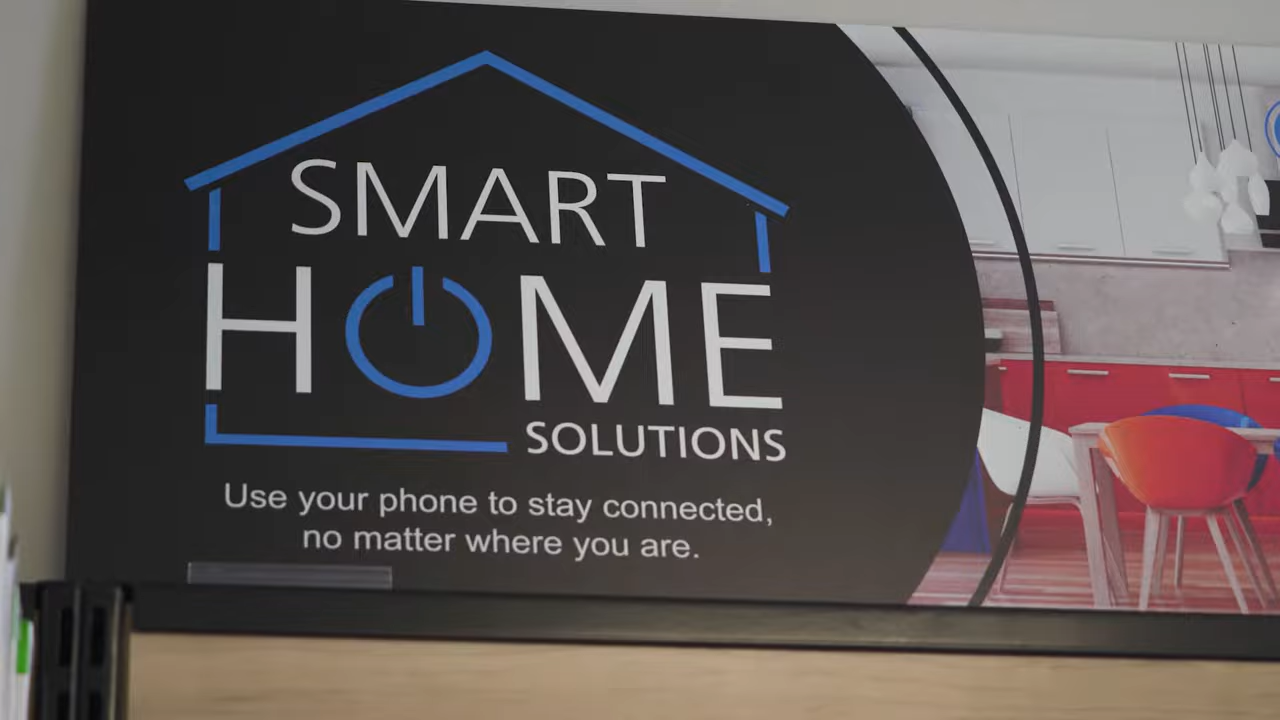 SMART
HOME
SOLUTIONS
Use your phone to stay connected,
no matter where you are.